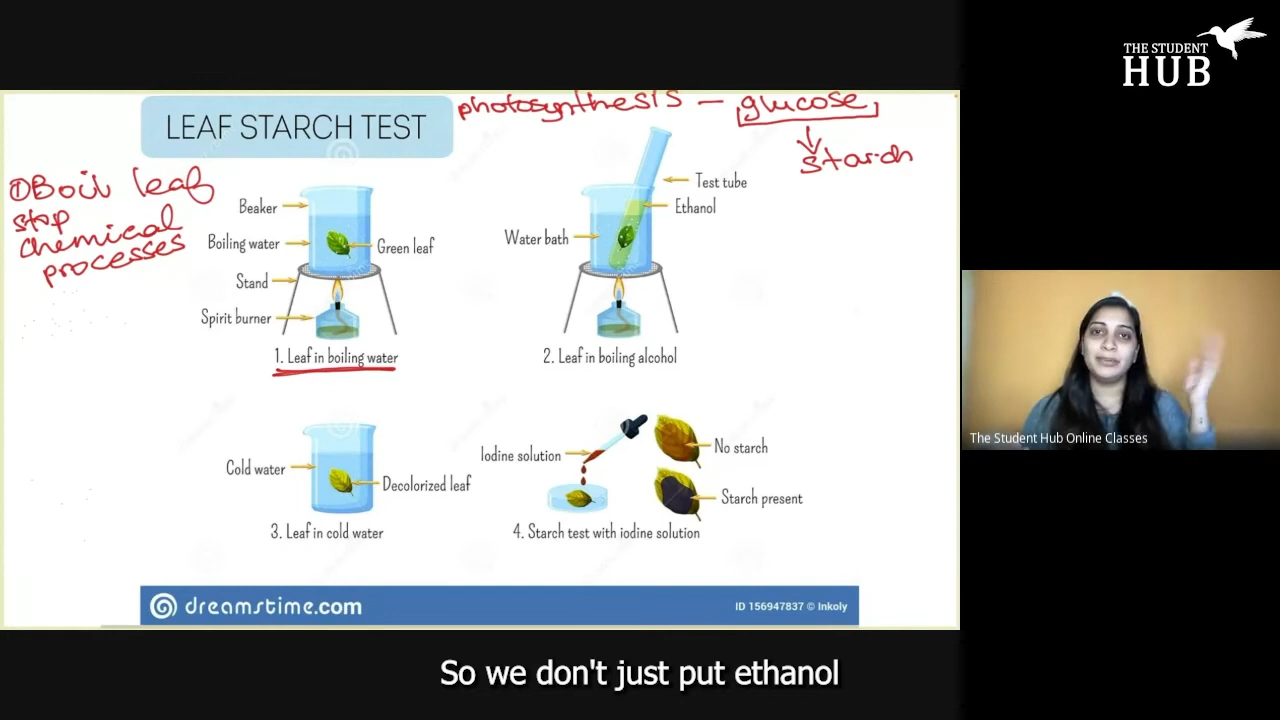 THE STUDENT
HUB
LEAF STARCH TEST
photosynthesis - glucose
starch
① Boil leaf
stop
chemical
processes
Beaker
Boiling water
Green leaf
Stand
Spirit burner
1. Leaf in boiling water
Test tube
Ethanol
Water bath
2. Leaf in boiling alcohol
Cold water
Decolorized leaf
3. Leaf in cold water
Iodine solution
No starch
Starch present
4. Starch test with iodine solution
dreamstime.com
ID 156947837 © Inkoly
The Student Hub Online Classes
So we don't just put ethanol